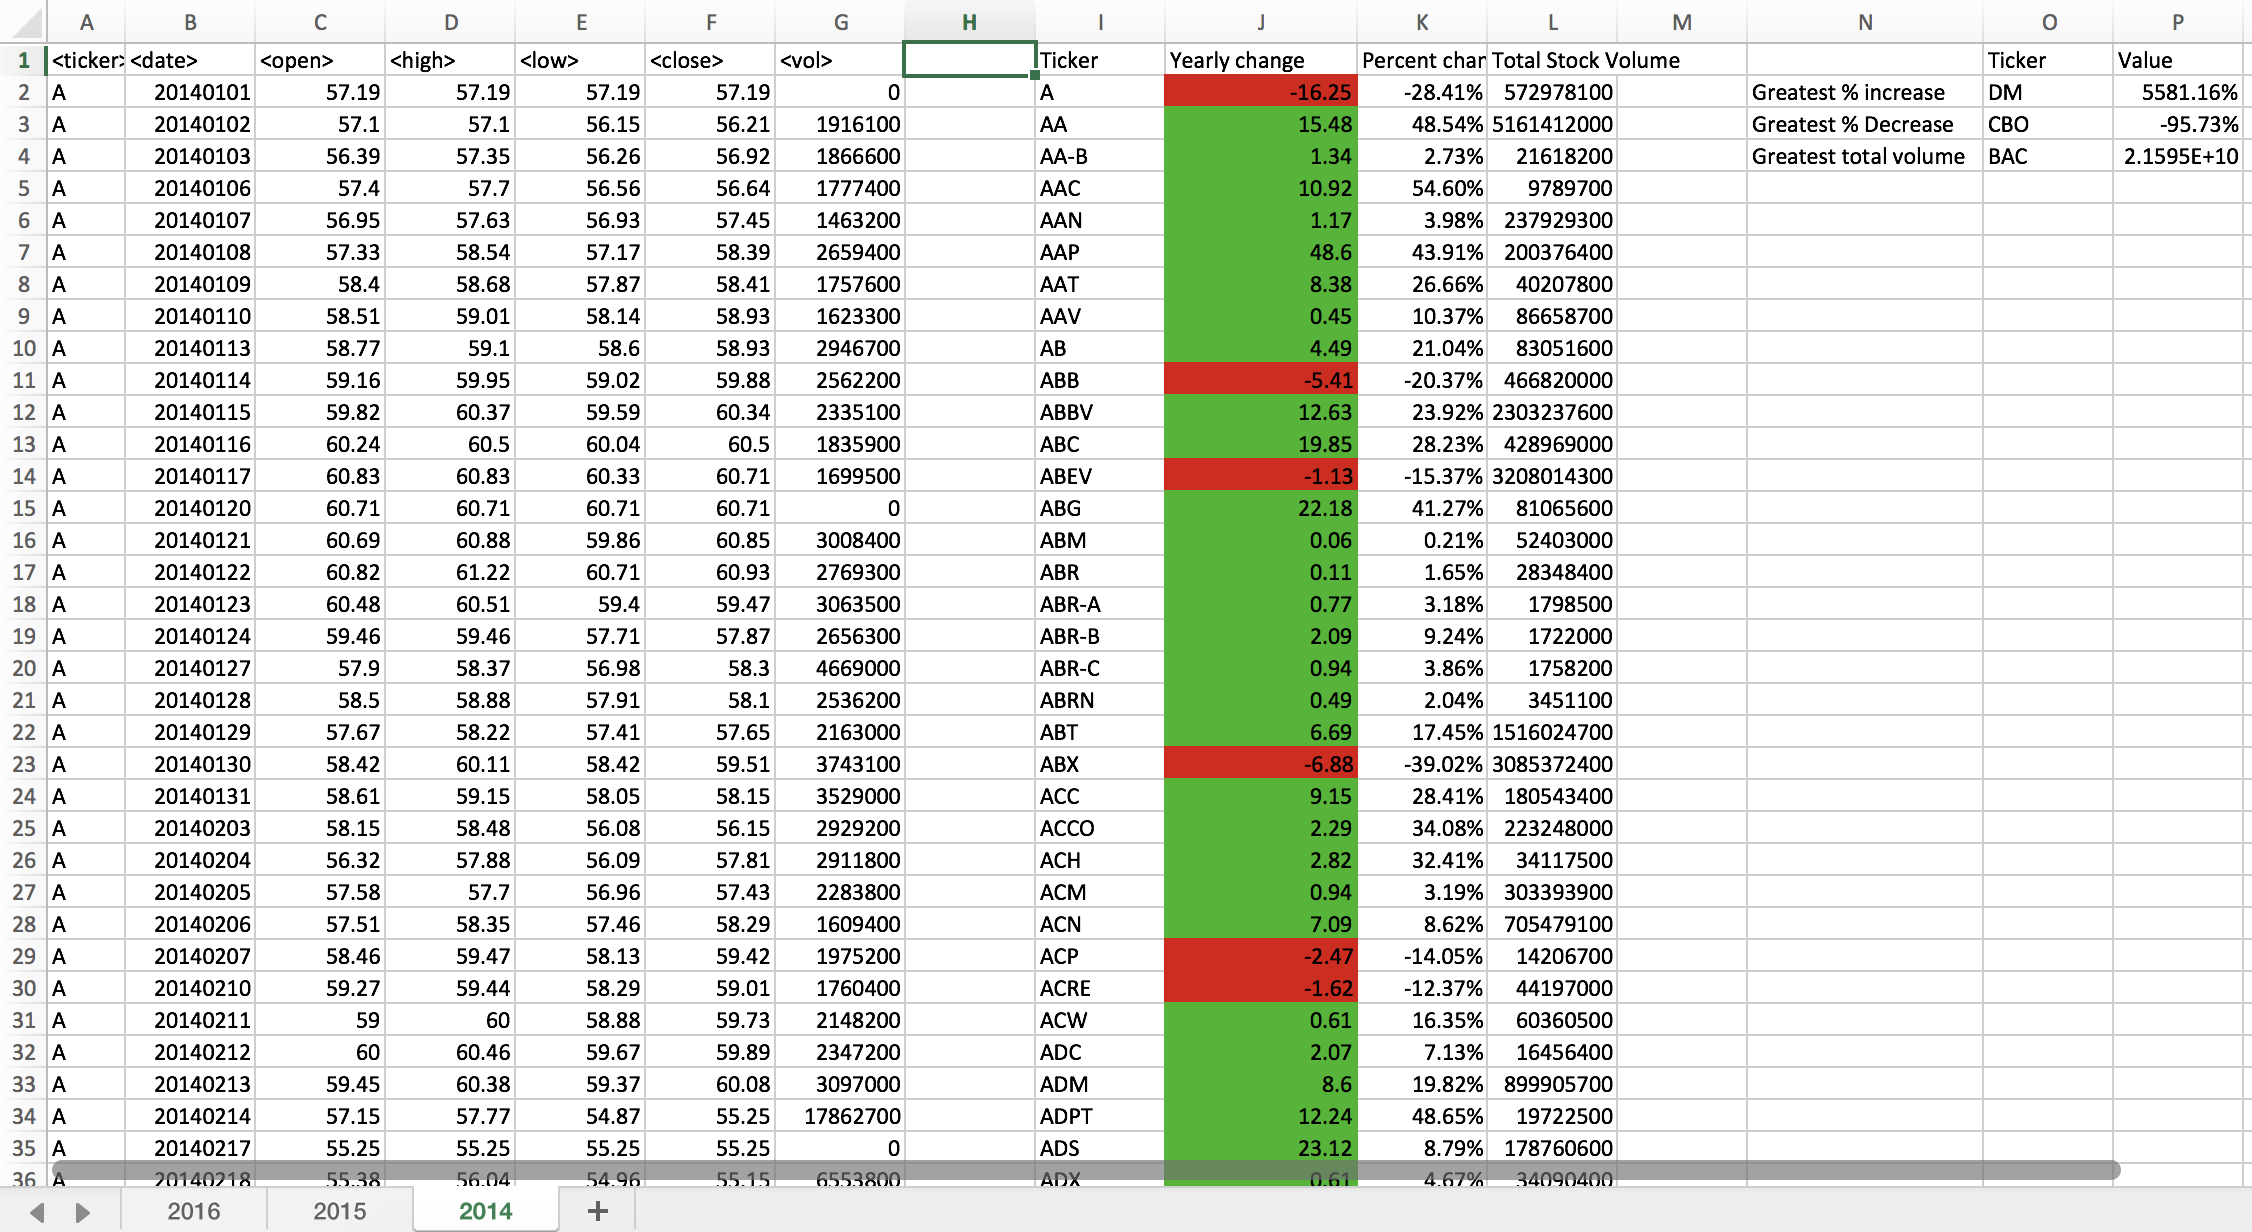 A B C D E F G H I J K L M N O P
1 <ticker> <date> <open> <high> <low> <close> <vol> Ticker Yearly change Percent char Total Stock Volume Ticker Value
2 A 20140101 57.19 57.19 57.19 57.19 0 A -16.25 -28.41% 572978100 Greatest % increase DM 5581.16%
3 A 20140102 57.1 57.1 56.15 56.21 1916100 AA 15.48 48.54% 5161412000 Greatest % Decrease CBO -95.73%
4 A 20140103 56.39 57.35 56.26 56.92 1866600 AA-B 1.34 2.73% 21618200 Greatest total volume BAC 2.1595E+10
5 A 20140106 57.4 57.7 56.56 56.64 1777400 AAC 10.92 54.60% 9789700
6 A 20140107 56.95 57.63 56.93 57.45 1463200 AAN 1.17 3.98% 237929300
7 A 20140108 57.33 58.54 57.17 58.39 2659400 AAP 48.6 43.91% 200376400
8 A 20140109 58.4 58.68 57.87 58.41 1757600 AAT 8.38 26.66% 40207800
9 A 20140110 58.51 59.01 58.14 58.93 1623300 AAV 0.45 10.37% 86658700
10 A 20140113 58.77 59.1 58.6 58.93 2946700 AB 4.49 21.04% 83051600
11 A 20140114 59.16 59.95 59.02 59.88 2562200 ABB -5.41 -20.37% 466820000
12 A 20140115 59.82 60.37 59.59 60.34 2335100 ABBV 12.63 23.92% 2303237600
13 A 20140116 60.24 60.5 60.04 60.5 1835900 ABC 19.85 28.23% 428969000
14 A 20140117 60.83 60.83 60.33 60.71 1699500 ABEV -1.13 -15.37% 3208014300
15 A 20140120 60.71 60.71 60.71 60.71 0 ABG 22.18 41.27% 81065600
16 A 20140121 60.69 60.88 59.86 60.85 3008400 ABM 0.06 0.21% 52403000
17 A 20140122 60.82 61.22 60.71 60.93 2769300 ABR 0.11 1.65% 28348400
18 A 20140123 60.48 60.51 59.4 59.47 3063500 ABR-A 0.77 3.18% 1798500
19 A 20140124 59.46 59.46 57.71 57.87 2656300 ABR-B 2.09 9.24% 1722000
20 A 20140127 57.9 58.37 56.98 58.3 4669000 ABR-C 0.94 3.86% 1758200
21 A 20140128 58.5 58.88 57.91 58.1 2536200 ABRN 0.49 2.04% 3451100
22 A 20140129 57.67 58.22 57.41 57.65 2163000 ABT 6.69 17.45% 1516024700
23 A 20140130 58.42 60.11 58.42 59.51 3743100 ABX -6.88 -39.02% 3085372400
24 A 20140131 58.61 59.15 58.05 58.15 3529000 ACC 9.15 28.41% 180543400
25 A 20140203 58.15 58.48 56.08 56.15 2929200 ACCO 2.29 34.08% 223248000
26 A 20140204 56.32 57.88 56.09 57.81 2911800 ACH 2.82 32.41% 34117500
27 A 20140205 57.58 57.7 56.96 57.43 2283800 ACM 0.94 3.19% 303393900
28 A 20140206 57.51 58.35 57.46 58.29 1609400 ACN 7.09 8.62% 705479100
29 A 20140207 58.46 59.47 58.13 59.42 1975200 ACP -2.47 -14.05% 14206700
30 A 20140210 59.27 59.44 58.29 59.01 1760400 ACRE -1.62 -12.37% 44197000
31 A 20140211 59 60 58.88 59.73 2148200 ACW 0.61 16.35% 60360500
32 A 20140212 60 60.46 59.67 59.89 2347200 ADC 2.07 7.13% 16456400
33 A 20140213 59.45 60.38 59.37 60.08 3097000 ADM 8.6 19.82% 899905700
34 A 20140214 57.15 57.77 54.87 55.25 17862700 ADPT 12.24 48.65% 19722500
35 A 20140217 55.25 55.25 55.25 55.25 0 ADS 23.12 8.79% 178760600
36 A 20140218 55.38 56.04 54.96 55.15 6553800 ADX 0.61 4.67% 34090400
2016 2015 2014 +